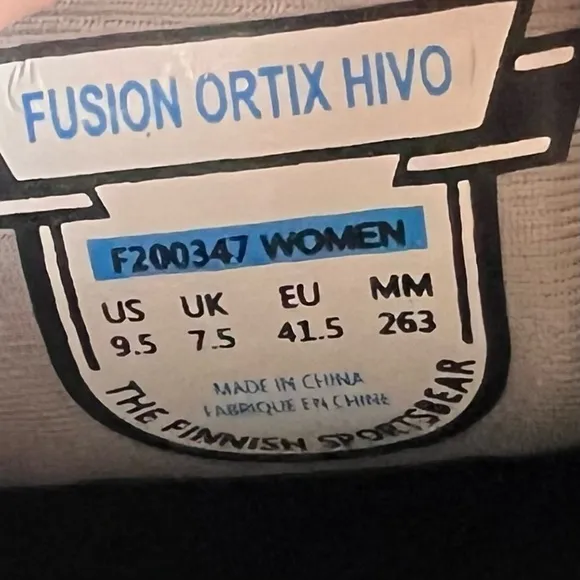 FUSION ORTIX HIVO
F200347 WOMEN
US UK EU MM
9.5 7.5 41.5 263
MADE IN CHINA
FABRIQUE EN CHINE
THE FINNISH SPORTSBEAR